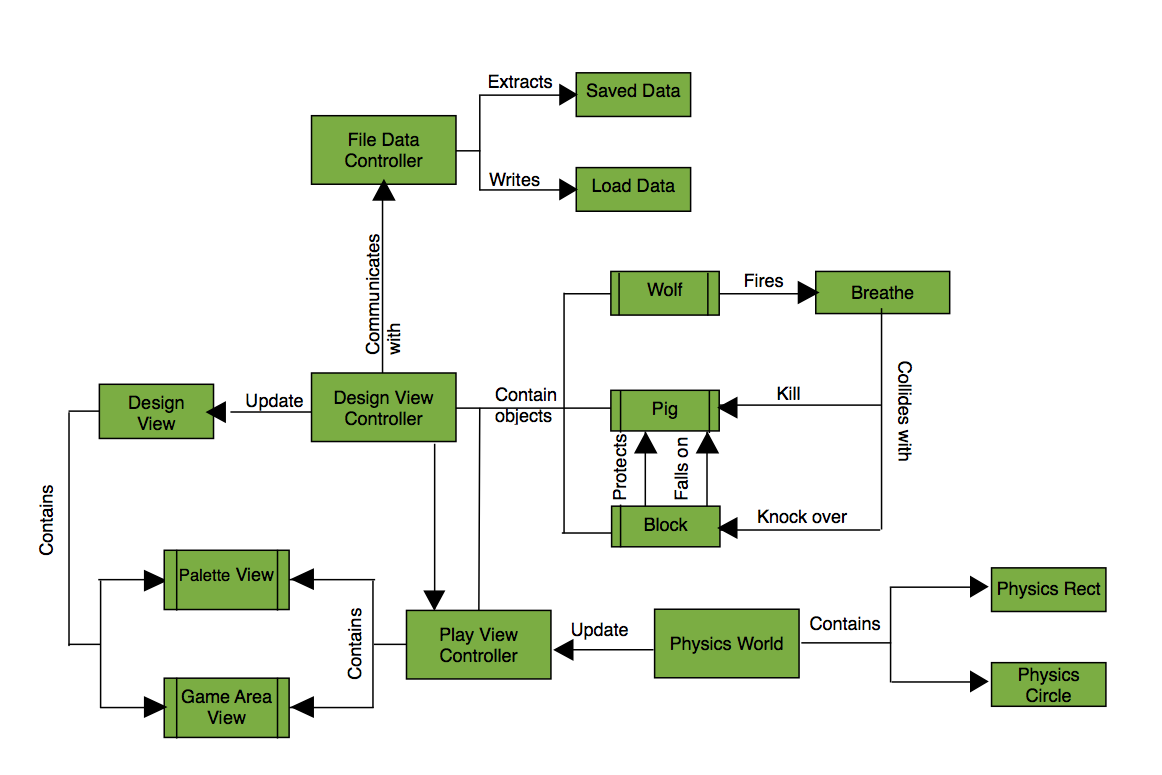 Extracts
Saved Data
File Data
Controller
Writes
Load Data
Communicates
with
Wolf
Fires
Breathe
Design
View
Update
Design View
Controller
Contain
objects
Pig
Kill
Collides with
Protects
Falls on
Block
Knock over
Contains
Palette View
Game Area
View
Contains
Play View
Controller
Update
Physics World
Contains
Physics Rect
Physics
Circle